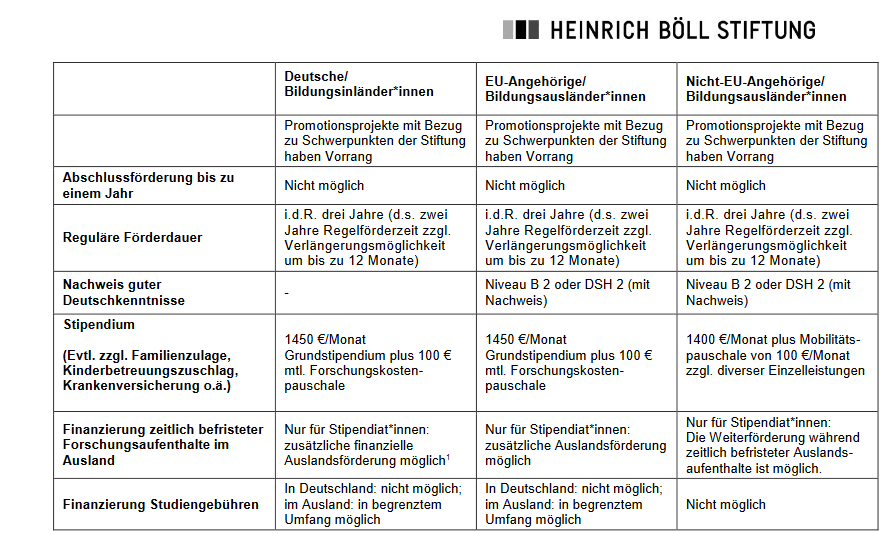 HEINRICH BÖLL STIFTUNG
Deutsche/
Bildungsinländer*innen
EU-Angehörige/
Bildungsausländer*innen
Nicht-EU-Angehörige/
Bildungsausländer*innen
Promotionsprojekte mit Bezug
zu Schwerpunkten der Stiftung
haben Vorrang
Promotionsprojekte mit Bezug
zu Schwerpunkten der Stiftung
haben Vorrang
Promotionsprojekte mit Bezug
zu Schwerpunkten der Stiftung
haben Vorrang
Abschlussförderung bis zu
einem Jahr
Nicht möglich
Nicht möglich
Nicht möglich
Reguläre Förderdauer
i.d.R. drei Jahre (d.s. zwei
Jahre Regelförderzeit zzgl.
Verlängerungsmöglichkeit
um bis zu 12 Monate)
i.d.R. drei Jahre (d.s. zwei
Jahre Regelförderzeit zzgl.
Verlängerungsmöglichkeit
um bis zu 12 Monate)
i.d.R. drei Jahre (d.s. zwei
Jahre Regelförderzeit zzgl.
Verlängerungsmöglichkeit
um bis zu 12 Monate)
Nachweis guter
Deutschkenntnisse
-
Niveau B 2 oder DSH 2 (mit
Nachweis)
Niveau B 2 oder DSH 2 (mit
Nachweis)
Stipendium
(Evtl. zzgl. Familienzulage,
Kinderbetreuungszuschlag,
Krankenversicherung o.ä.)
1450 €/Monat
Grundstipendium plus 100 €
mtl. Forschungskosten-
pauschale
1450 €/Monat
Grundstipendium plus 100 €
mtl. Forschungskosten-
pauschale
1400 €/Monat plus Mobilitäts-
pauschale von 100 €/Monat
zzgl. diverser Einzelleistungen
Finanzierung zeitlich befristeter
Forschungsaufenthalte im
Ausland
Nur für Stipendiat*innen:
zusätzliche finanzielle
Auslandsförderung möglich¹
Nur für Stipendiat*innen:
zusätzliche Auslandsförderung
möglich
Nur für Stipendiat*innen:
Die Weiterförderung während
zeitlich befristeter Auslands-
aufenthalte ist möglich.
Finanzierung Studiengebühren
In Deutschland: nicht möglich;
im Ausland: in begrenztem
Umfang möglich
In Deutschland: nicht möglich;
im Ausland: in begrenztem
Umfang möglich
Nicht möglich